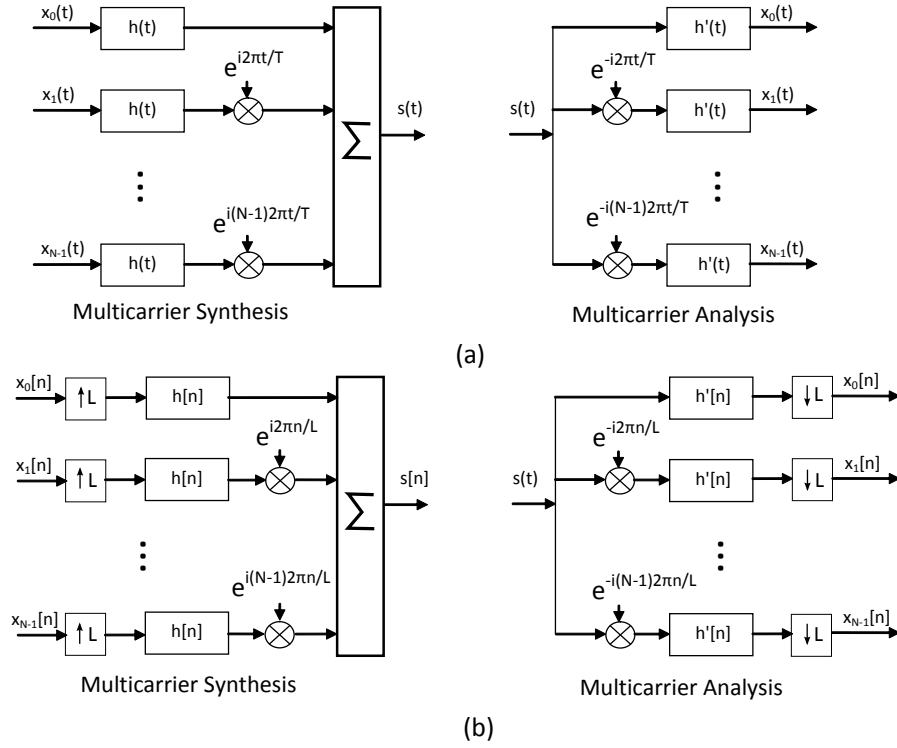 x₀(t) h(t)
e^{i2πt/T}
x₁(t) h(t)
⋮
e^{i(N-1)2πt/T}
x_{N-1}(t) h(t)
∑ s(t)
Multicarrier Synthesis
h'(t) x₀(t)
e^{-i2πt/T}
s(t) h'(t) x₁(t)
⋮
e^{-i(N-1)2πt/T}
h'(t) x_{N-1}(t)
Multicarrier Analysis
(a)
x₀[n] ↑L h[n]
e^{i2πn/L}
x₁[n] ↑L h[n]
⋮
e^{i(N-1)2πn/L}
x_{N-1}[n] ↑L h[n]
∑ s[n]
Multicarrier Synthesis
h'[n] ↓L x₀[n]
e^{-i2πn/L}
s(t) h'[n] ↓L x₁[n]
⋮
e^{-i(N-1)2πn/L}
h'[n] ↓L x_{N-1}[n]
Multicarrier Analysis
(b)